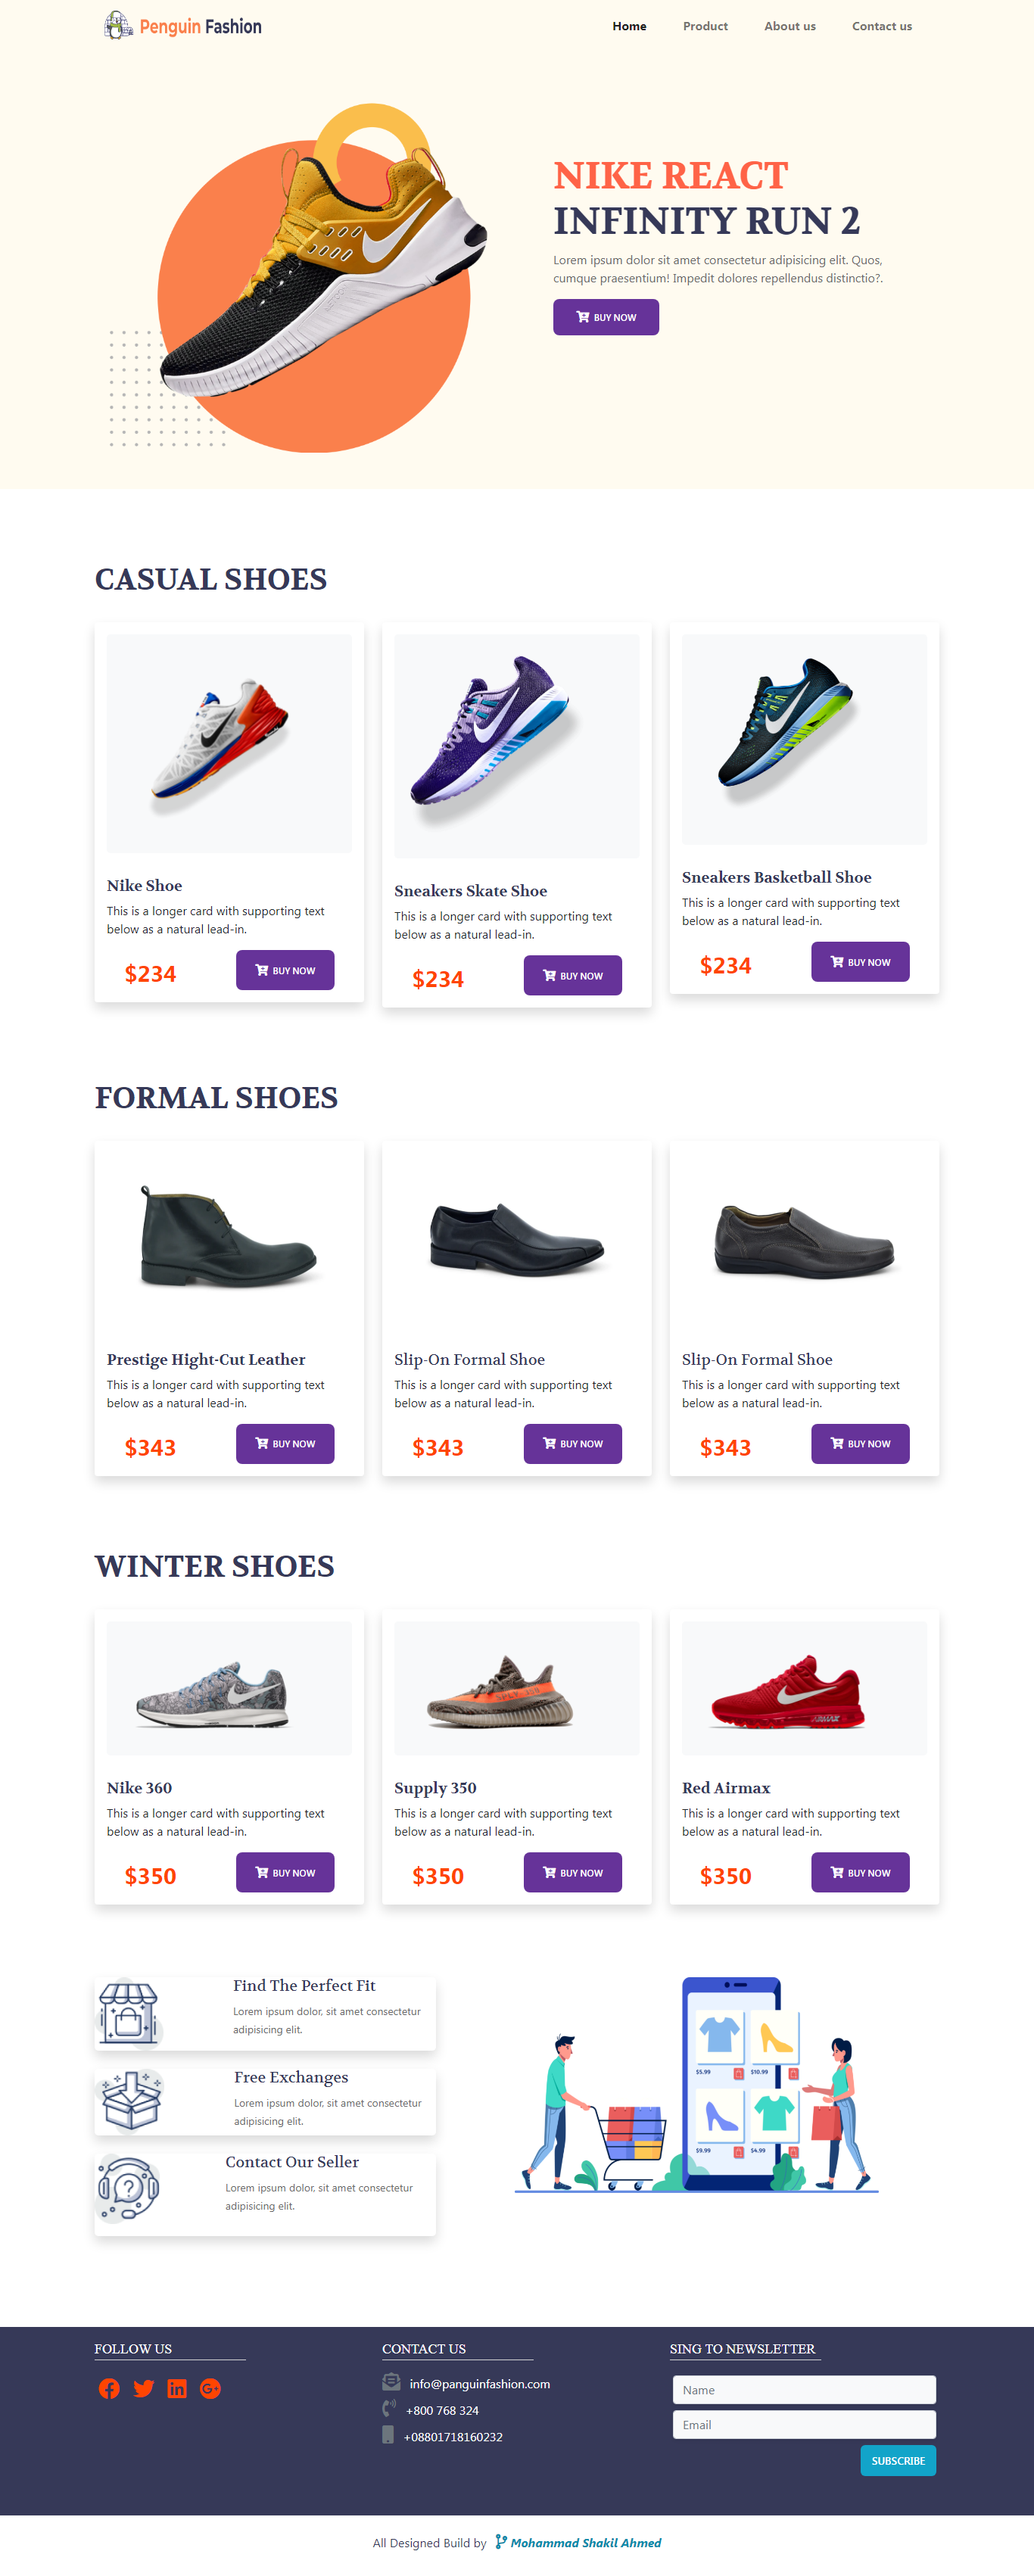 Penguin Fashion
Home Product About us Contact us
NIKE REACT
INFINITY RUN 2
Lorem ipsum dolor sit amet consectetur adipisicing elit. Quos,
cumque praesentium! Impedit dolores repellendus distinctio?.
BUY NOW
CASUAL SHOES
Nike Shoe
This is a longer card with supporting text
below as a natural lead-in.
$234 BUY NOW
Sneakers Skate Shoe
This is a longer card with supporting text
below as a natural lead-in.
$234 BUY NOW
Sneakers Basketball Shoe
This is a longer card with supporting text
below as a natural lead-in.
$234 BUY NOW
FORMAL SHOES
Prestige Hight-Cut Leather
This is a longer card with supporting text
below as a natural lead-in.
$343 BUY NOW
Slip-On Formal Shoe
This is a longer card with supporting text
below as a natural lead-in.
$343 BUY NOW
Slip-On Formal Shoe
This is a longer card with supporting text
below as a natural lead-in.
$343 BUY NOW
WINTER SHOES
Nike 360
This is a longer card with supporting text
below as a natural lead-in.
$350 BUY NOW
Supply 350
This is a longer card with supporting text
below as a natural lead-in.
$350 BUY NOW
Red Airmax
This is a longer card with supporting text
below as a natural lead-in.
$350 BUY NOW
Find The Perfect Fit
Lorem ipsum dolor, sit amet consectetur
adipisicing elit.
Free Exchanges
Lorem ipsum dolor, sit amet consectetur
adipisicing elit.
Contact Our Seller
Lorem ipsum dolor, sit amet consectetur
adipisicing elit.
$5.99 $10.99
$9.99 $4.99
FOLLOW US
CONTACT US
info@panguinfashion.com
+800 768 324
+08801718160232
SING TO NEWSLETTER
Name
Email
SUBSCRIBE
All Designed Build by Mohammad Shakil Ahmed